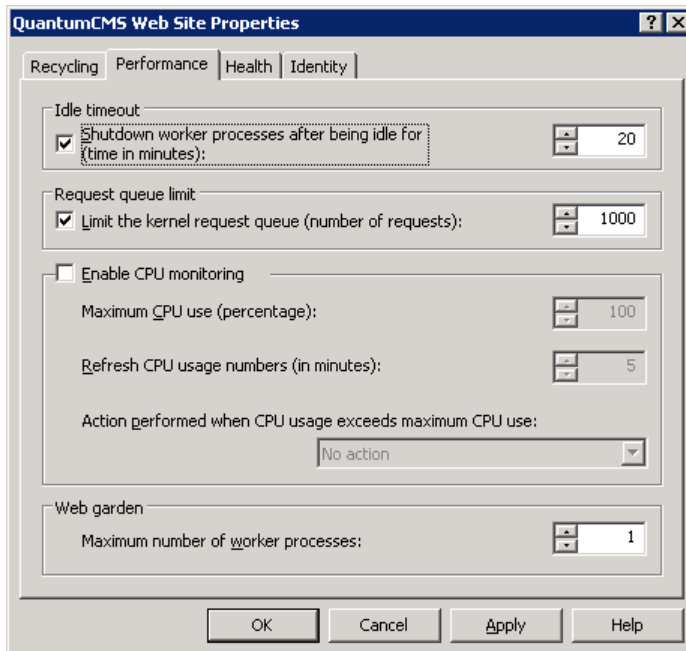 QuantumCMS Web Site Properties
Recycling Performance Health Identity
Idle timeout
Shutdown worker processes after being idle for
(time in minutes):
20
Request queue limit
Limit the kernel request queue (number of requests):
1000
Enable CPU monitoring
Maximum CPU use (percentage):
100
Refresh CPU usage numbers (in minutes):
5
Action performed when CPU usage exceeds maximum CPU use:
No action
Web garden
Maximum number of worker processes:
1
OK Cancel Apply Help